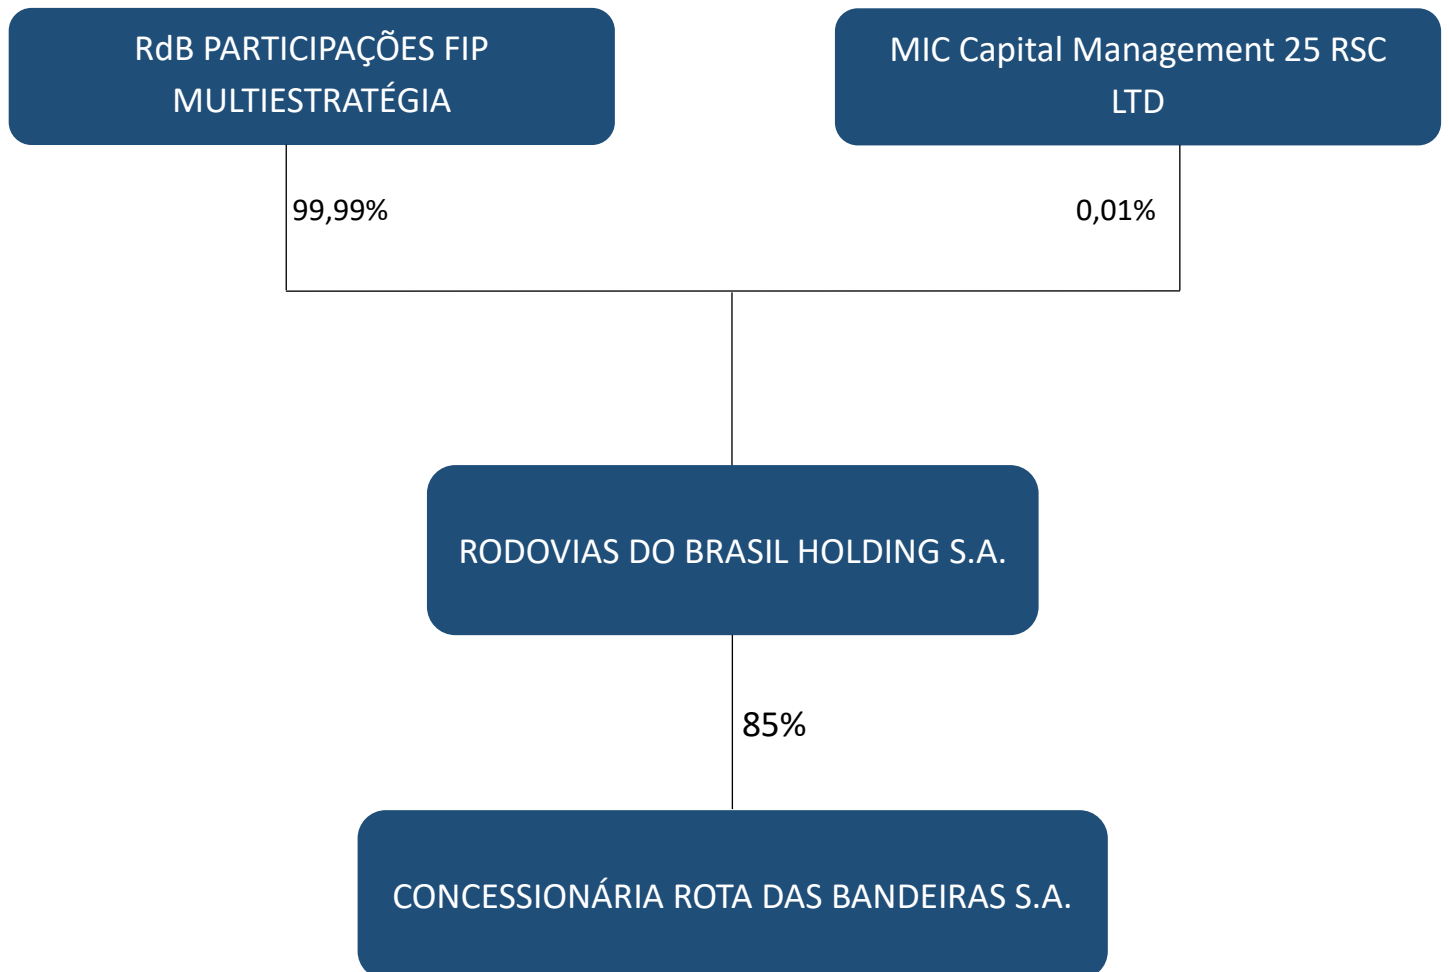 RdB PARTICIPAÇÕES FIP
MULTIESTRATÉGIA
MIC Capital Management 25 RSC
LTD
99,99%
0,01%
RODOVIAS DO BRASIL HOLDING S.A.
85%
CONCESSIONÁRIA ROTA DAS BANDEIRAS S.A.